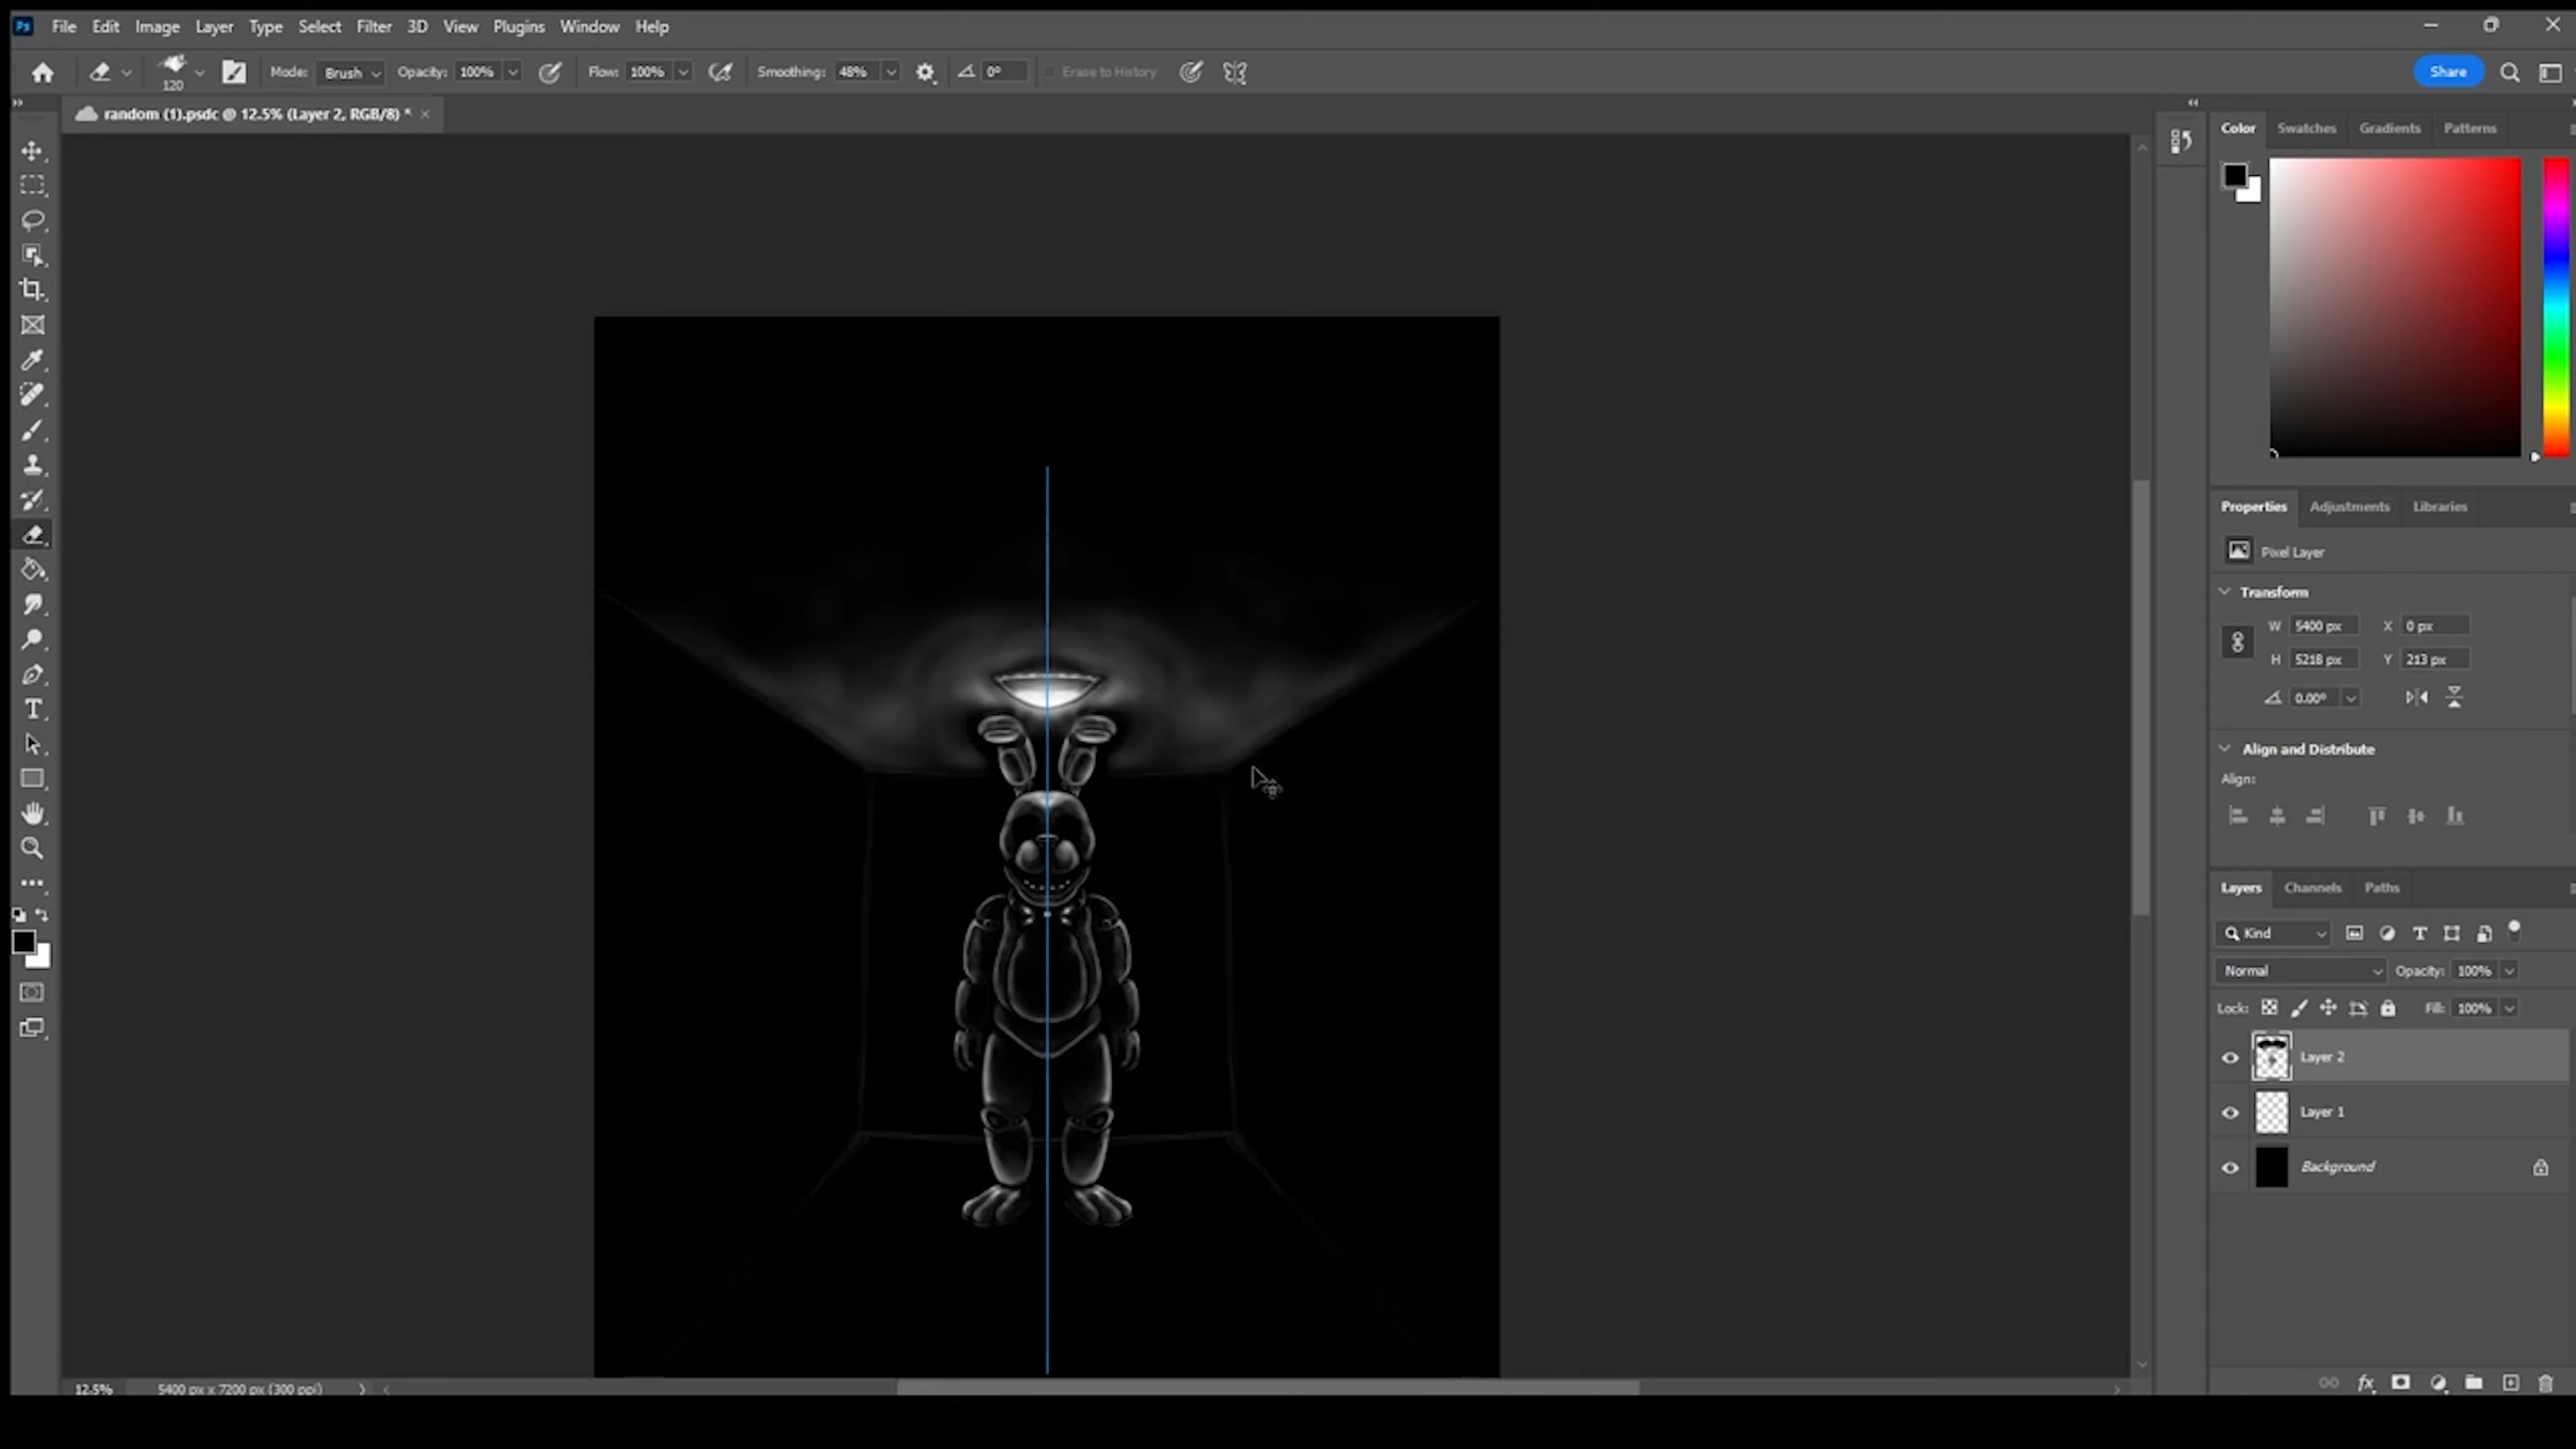 Ps File Edit Image Layer Type Select Filter 3D View Plugins Window Help
120 Mode: Brush Opacity: 100% Flow: 100% Smoothing: 48% 0° Erase to History Share
random (1).psdc @ 12.5% (Layer 2, RGB/8) *
Color Swatches Gradients Patterns
Properties Adjustments Libraries
Pixel Layer
Transform
W 5400 px X 0 px
H 5218 px Y 213 px
0.00°
Align and Distribute
Align:
Layers Channels Paths
Kind
Normal Opacity: 100%
Lock: Fill: 100%
Layer 2
Layer 1
Background
12.5% 5400 px x 7200 px (300 ppi)